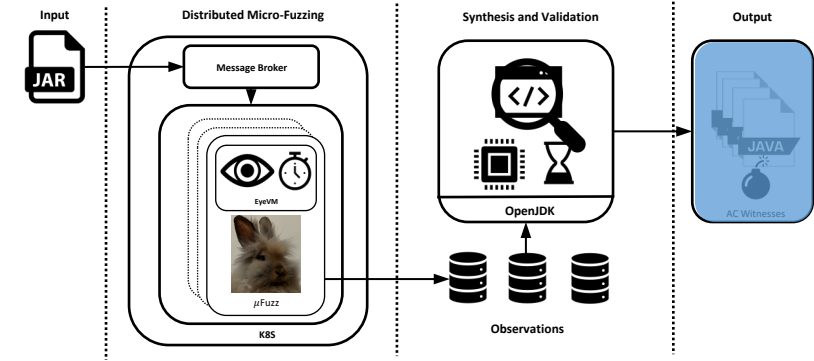 Input
Distributed Micro-Fuzzing
Synthesis and Validation
Output
JAR
Message Broker
EyeVM
μFuzz
K8S
</>
OpenJDK
Observations
JAVA
AC Witnesses